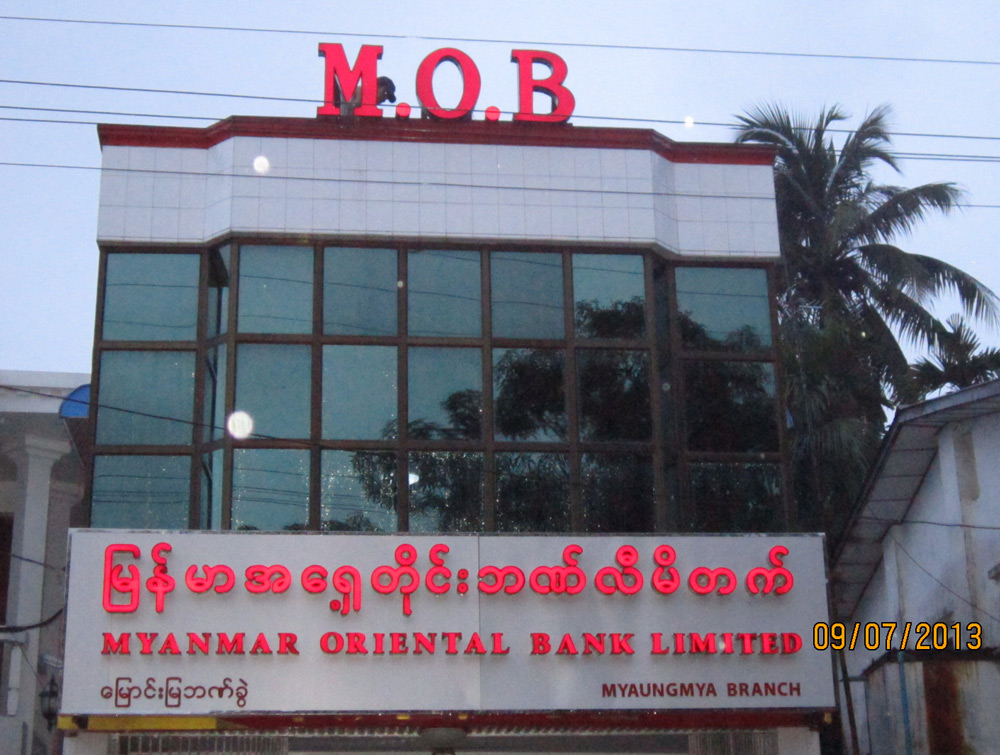 M.O.B
မြန်မာအရှေ့တိုင်းဘဏ်လီမိတက်
MYANMAR ORIENTAL BANK LIMITED
မြောင်းမြဘဏ်ခွဲ
MYAUNGMYA BRANCH
09/07/2013